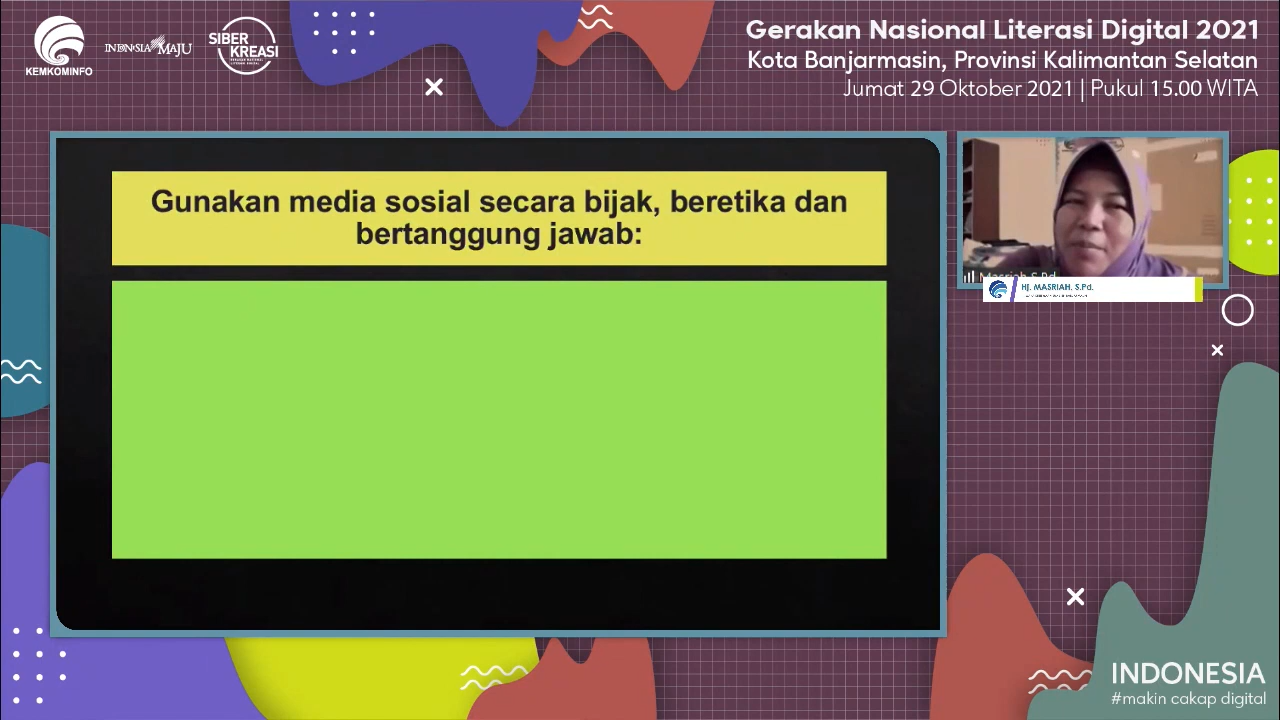 KEMKOMINFO
INDONESIA MAJU
SIBER
KREASI
Gerakan Nasional Literasi Digital 2021
Kota Banjarmasin, Provinsi Kalimantan Selatan
Jumat 29 Oktober 2021 | Pukul 15.00 WITA
Gunakan media sosial secara bijak, beretika dan
bertanggung jawab:
Masriah S.Pd
HJ. MASRIAH. S.Pd.
INDONESIA
#makin cakap digital